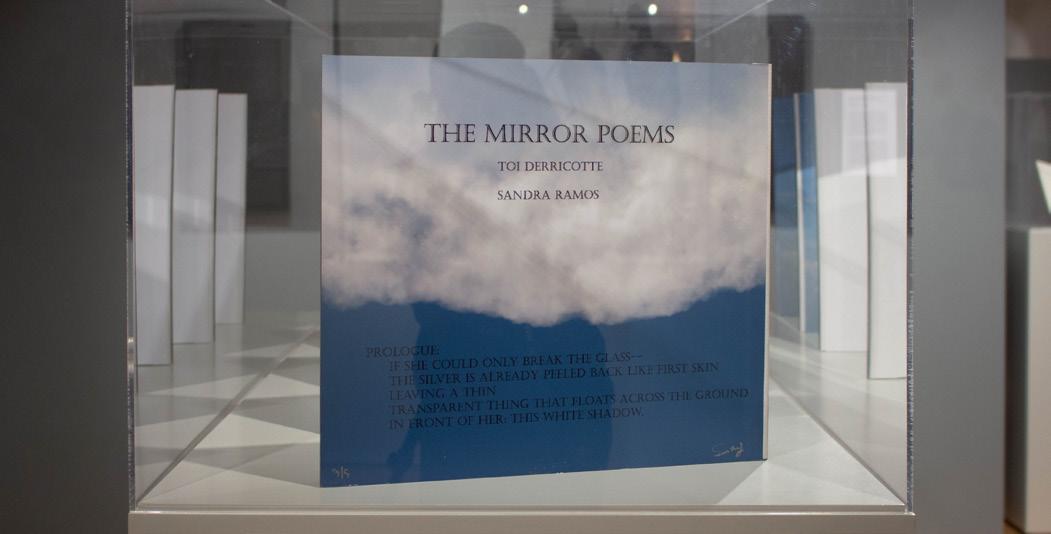 THE MIRROR POEMS
TOI DERRICOTTE
SANDRA RAMOS
PROLOGUE:
IF SHE COULD ONLY BREAK THE GLASS--
THE SILVER IS ALREADY PEELED BACK LIKE FIRST SKIN
LEAVING A THIN
TRANSPARENT THING THAT FLOATS ACROSS THE GROUND
IN FRONT OF HER: THIS WHITE SHADOW.